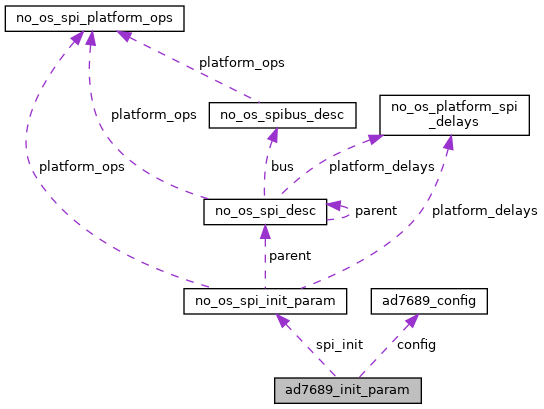 no_os_spi_platform_ops
platform_ops
no_os_platform_spi
_delays
no_os_spibus_desc
platform_ops
platform_ops
bus
platform_delays
no_os_spi_desc
parent
platform_delays
parent
no_os_spi_init_param
ad7689_config
spi_init
config
ad7689_init_param